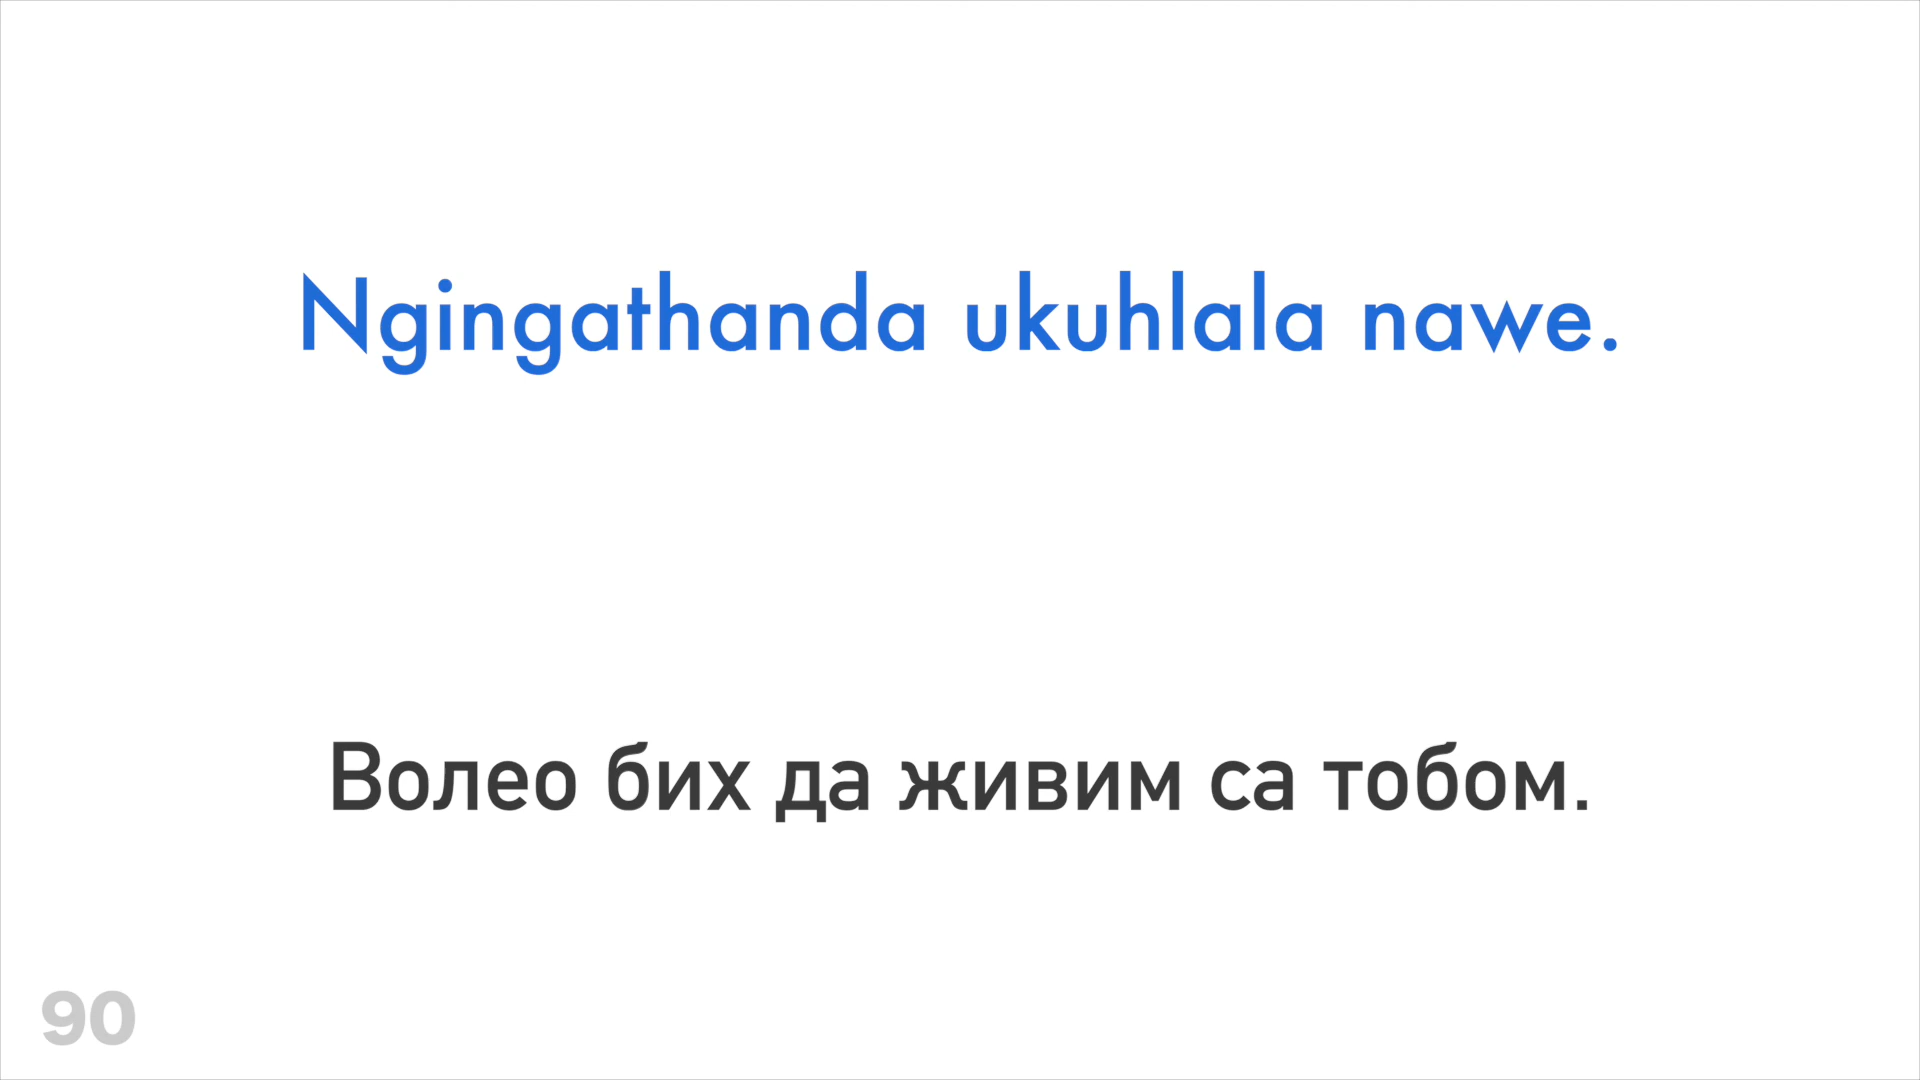 Ngingathanda ukuhlala nawe.
Волео бих да живим са тобом.
90